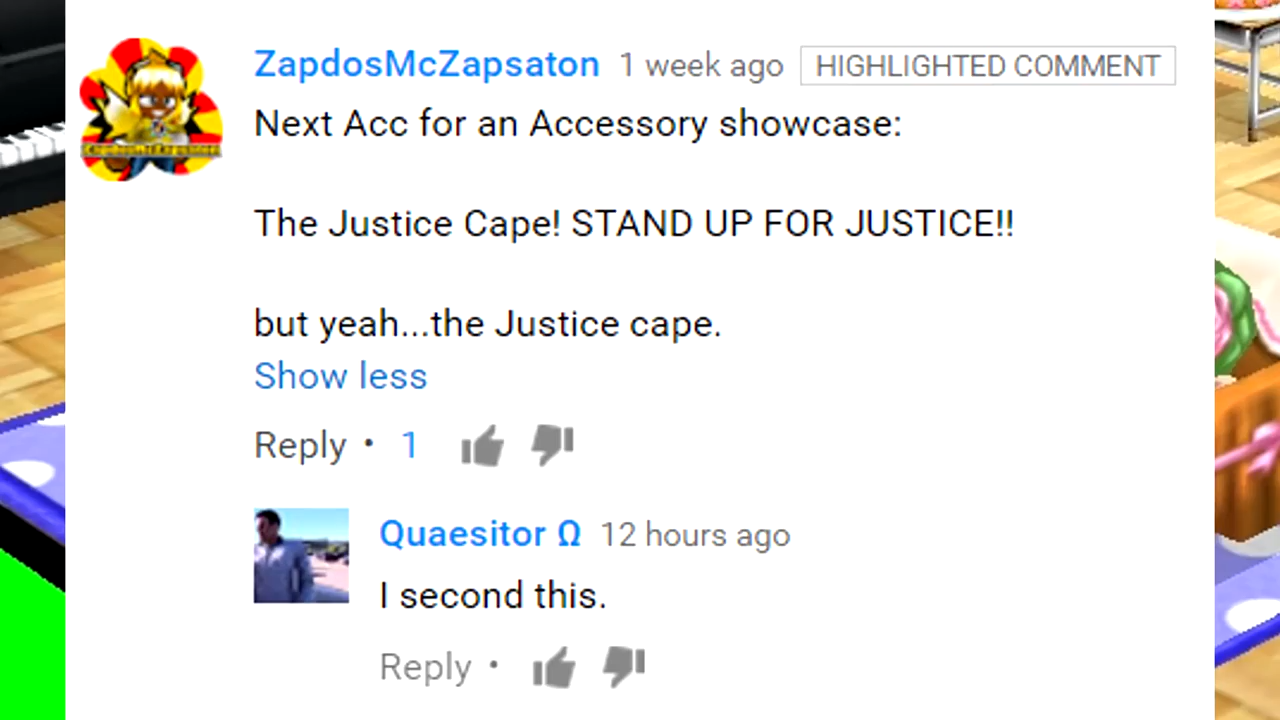 ZapdosMcZapsaton 1 week ago HIGHLIGHTED COMMENT
Next Acc for an Accessory showcase:
The Justice Cape! STAND UP FOR JUSTICE!!
but yeah...the Justice cape.
Show less
Reply • 1
Quaesitor Ω 12 hours ago
I second this.
Reply •